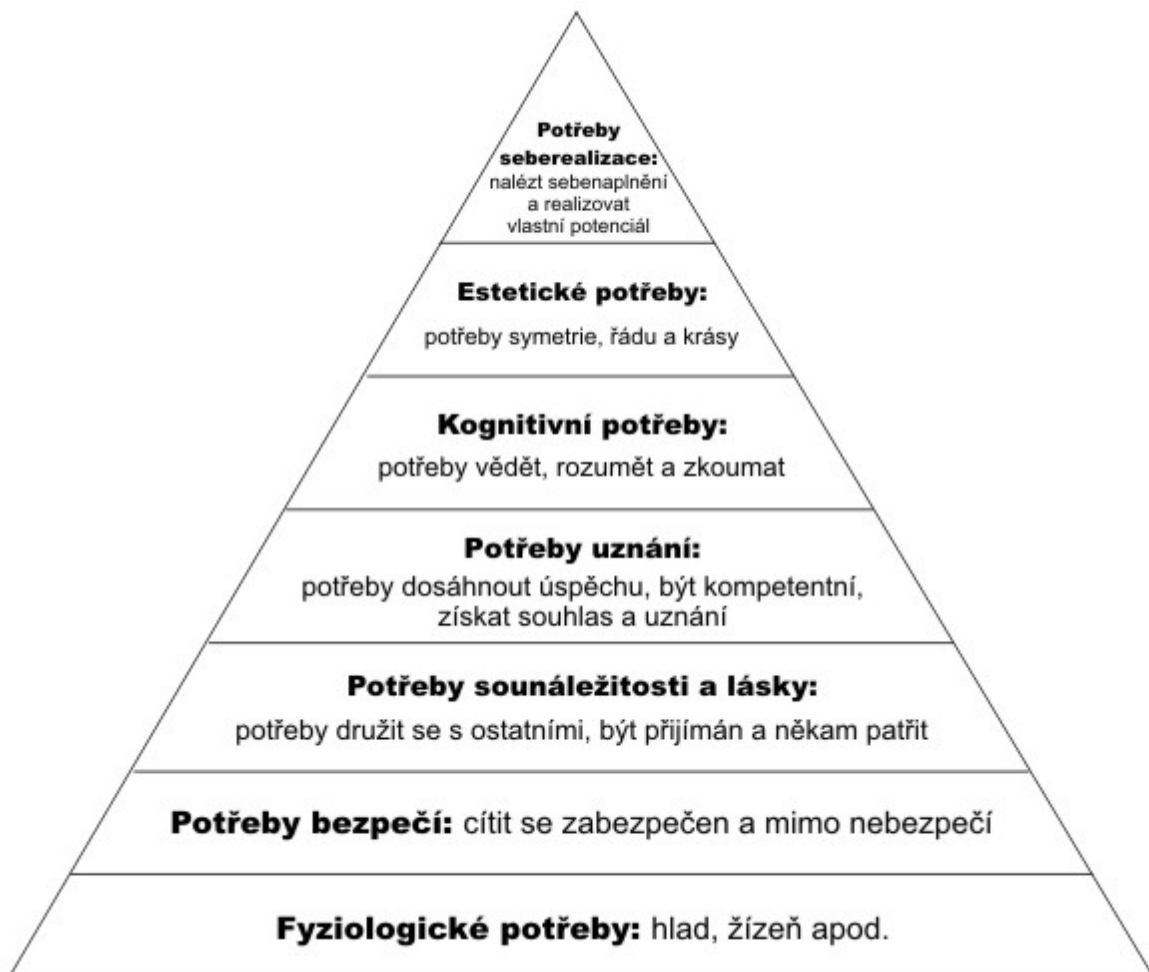 Potřeby
seberealizace:
nalézt sebenaplnění
a realizovat
vlastní potenciál
Estetické potřeby:
potřeby symetrie, řádu a krásy
Kognitivní potřeby:
potřeby vědět, rozumět a zkoumat
Potřeby uznání:
potřeby dosáhnout úspěchu, být kompetentní,
získat souhlas a uznání
Potřeby sounáležitosti a lásky:
potřeby družit se s ostatními, být přijímán a někam patřit
Potřeby bezpečí: cítit se zabezpečen a mimo nebezpečí
Fyziologické potřeby: hlad, žízeň apod.